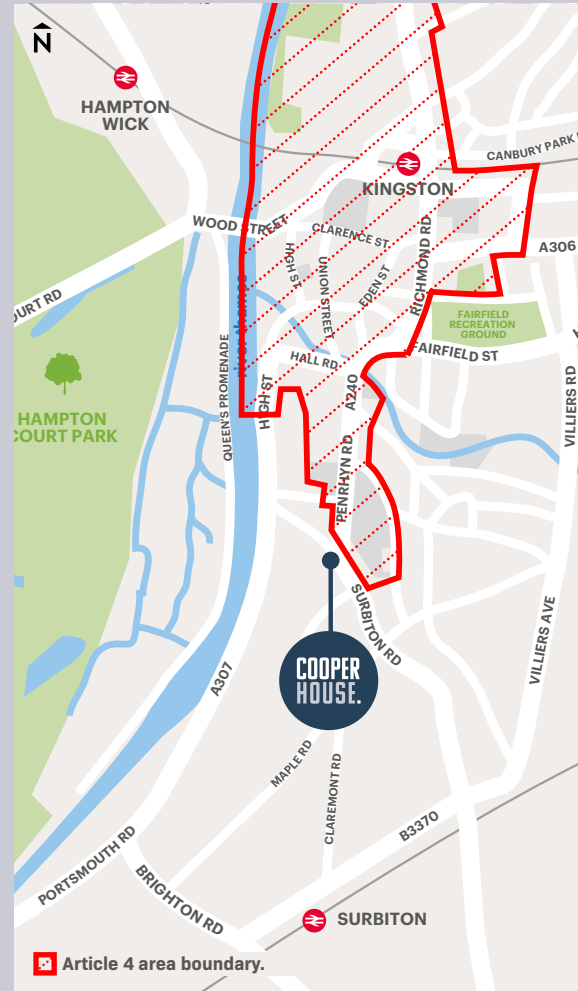 N
HAMPTON
WICK
CANBURY PARK
KINGSTON
WOOD STREET
CLARENCE ST.
HIGH ST.
UNION STREET
EDEN ST
RICHMOND RD
A306
COURT RD
river thames
FAIRFIELD
RECREATION
GROUND
FAIRFIELD ST
HALL RD
QUEEN'S PROMENADE
HIGH ST
A240
VILLIERS RD
HAMPTON
COURT PARK
PENRHYN RD
SURBITON RD
COOPER
HOUSE.
VILLIERS AVE
A307
MAPLE RD
CLAREMONT RD
B3370
PORTSMOUTH RD
BRIGHTON RD
SURBITON
Article 4 area boundary.